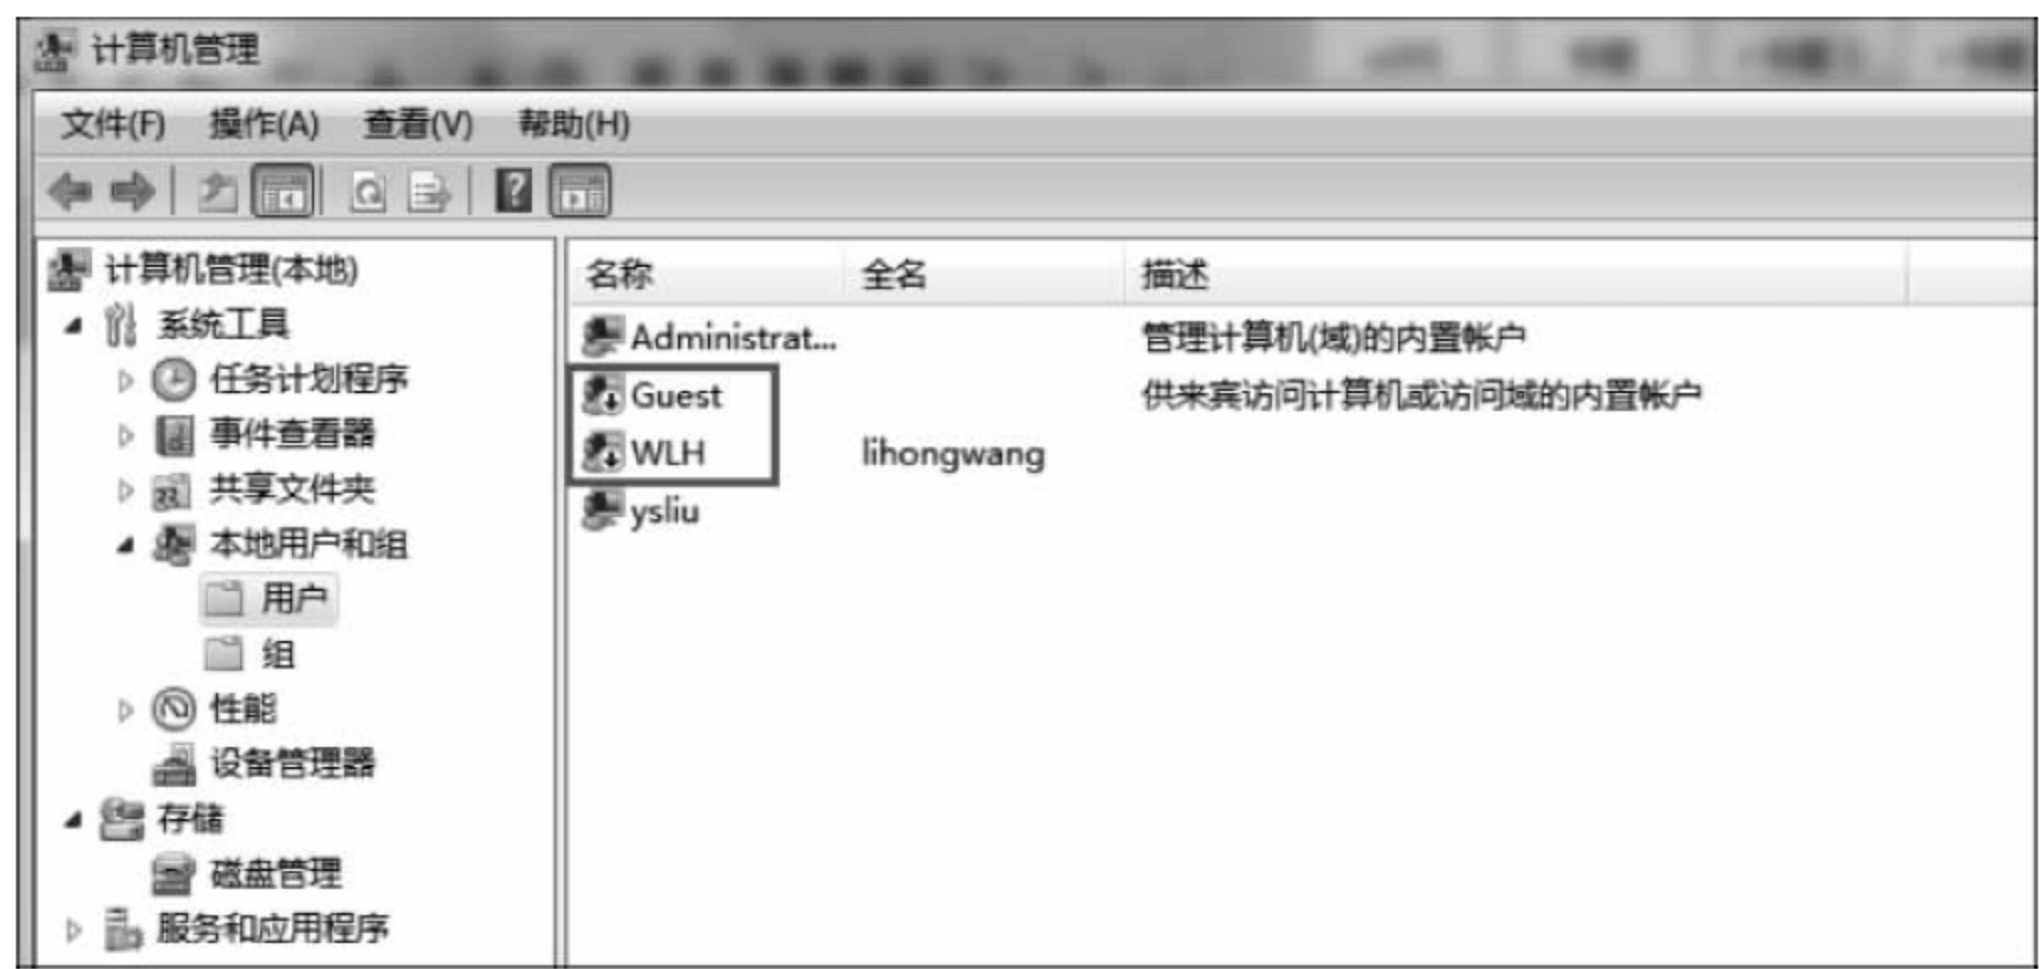 计算机管理
文件(F) 操作(A) 查看(V) 帮助(H)
计算机管理(本地)
系统工具
任务计划程序
事件查看器
共享文件夹
本地用户和组
用户
组
性能
设备管理器
存储
磁盘管理
服务和应用程序
名称 全名 描述
Administrat... 管理计算机(域)的内置帐户
Guest 供来宾访问计算机或访问域的内置帐户
WLH lihongwang
ysliu